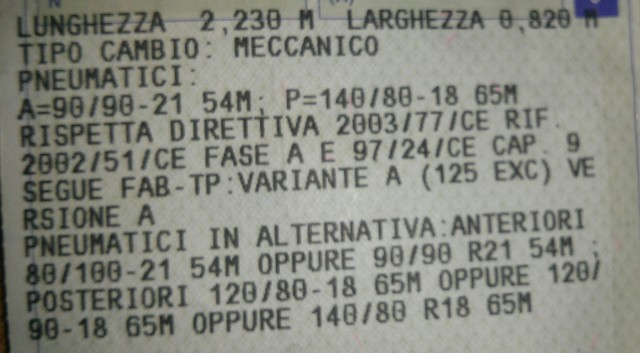 LUNGHEZZA 2,230 M LARGHEZZA 0,820 M
TIPO CAMBIO: MECCANICO
PNEUMATICI:
A=90/90-21 54M; P=140/80-18 65M
RISPETTA DIRETTIVA 2003/77/CE RIF.
2002/51/CE FASE A E 97/24/CE CAP. 9
SEGUE FAB-TP:VARIANTE A (125 EXC) VE
RSIONE A
PNEUMATICI IN ALTERNATIVA:ANTERIORI
80/100-21 54M OPPURE 90/90 R21 54M ;
POSTERIORI 120/80-18 65M OPPURE 120/
90-18 65M OPPURE 140/80 R18 65M